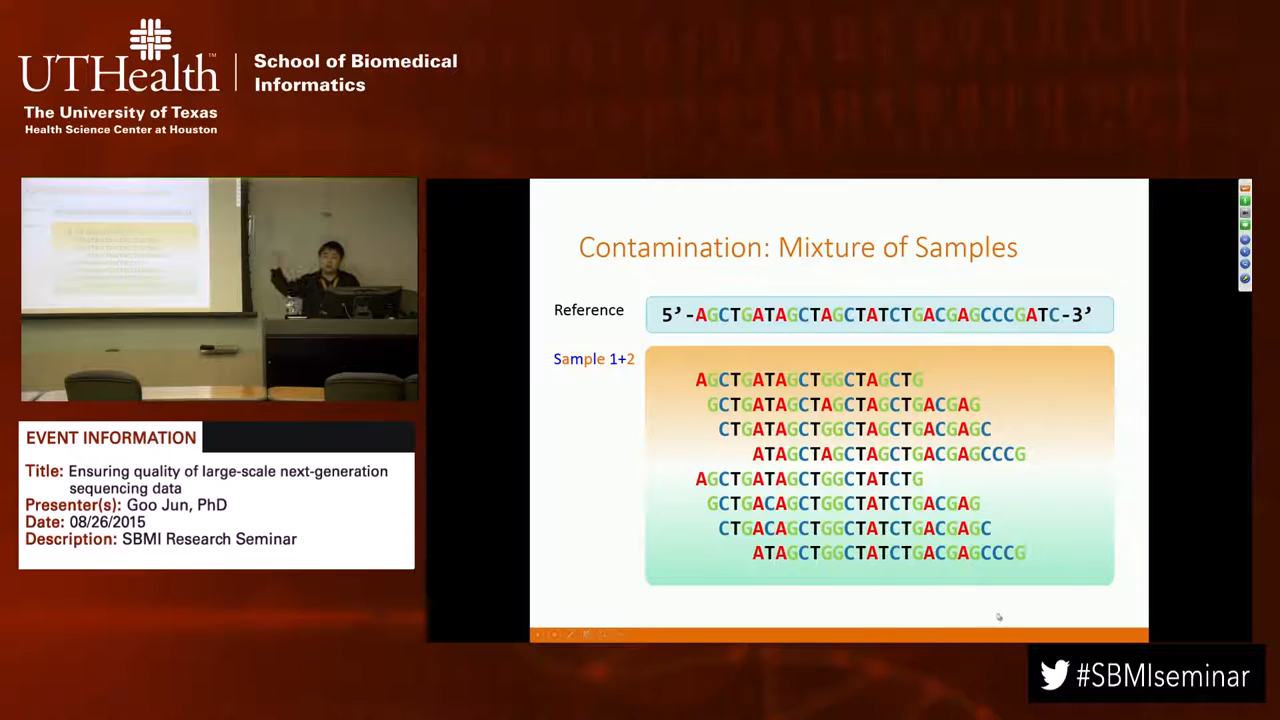 UTHealth™
The University of Texas
Health Science Center at Houston
School of Biomedical
Informatics
EVENT INFORMATION
Title: Ensuring quality of large-scale next-generation
sequencing data
Presenter(s): Goo Jun, PhD
Date: 08/26/2015
Description: SBMI Research Seminar
Contamination: Mixture of Samples
Reference
5’-AGCTGATAGCTAGCTATCTGACGAGCCCGATC-3’
Sample 1+2
AGCTGATAGCTGGCTAGCTG
GCTGATAGCTAGCTAGCTGACGAG
CTGATAGCTGGCTAGCTGACGAGC
ATAGCTAGCTAGCTGACGAGCCCG
AGCTGATAGCTGGCTATCTG
GCTGACAGCTGGCTATCTGACGAG
CTGACAGCTGGCTATCTGACGAGC
ATAGCTGGCTATCTGACGAGCCCG
#SBMIseminar